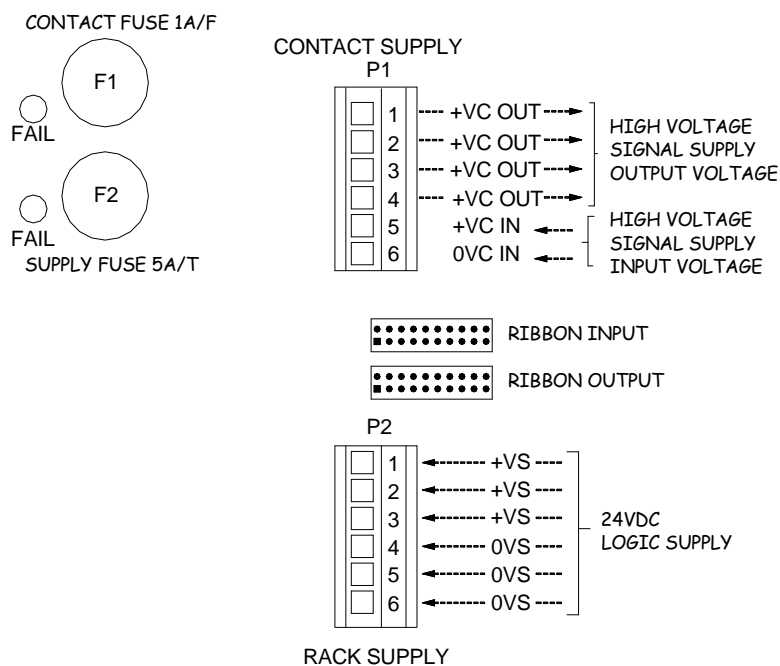 CONTACT FUSE 1A/F
F1
FAIL
F2
FAIL
SUPPLY FUSE 5A/T
CONTACT SUPPLY
P1
1 +VC OUT
2 +VC OUT
3 +VC OUT
4 +VC OUT
5 +VC IN
6 0VC IN
HIGH VOLTAGE
SIGNAL SUPPLY
OUTPUT VOLTAGE
HIGH VOLTAGE
SIGNAL SUPPLY
INPUT VOLTAGE
RIBBON INPUT
RIBBON OUTPUT
P2
1 +VS
2 +VS
3 +VS
4 0VS
5 0VS
6 0VS
24VDC
LOGIC SUPPLY
RACK SUPPLY